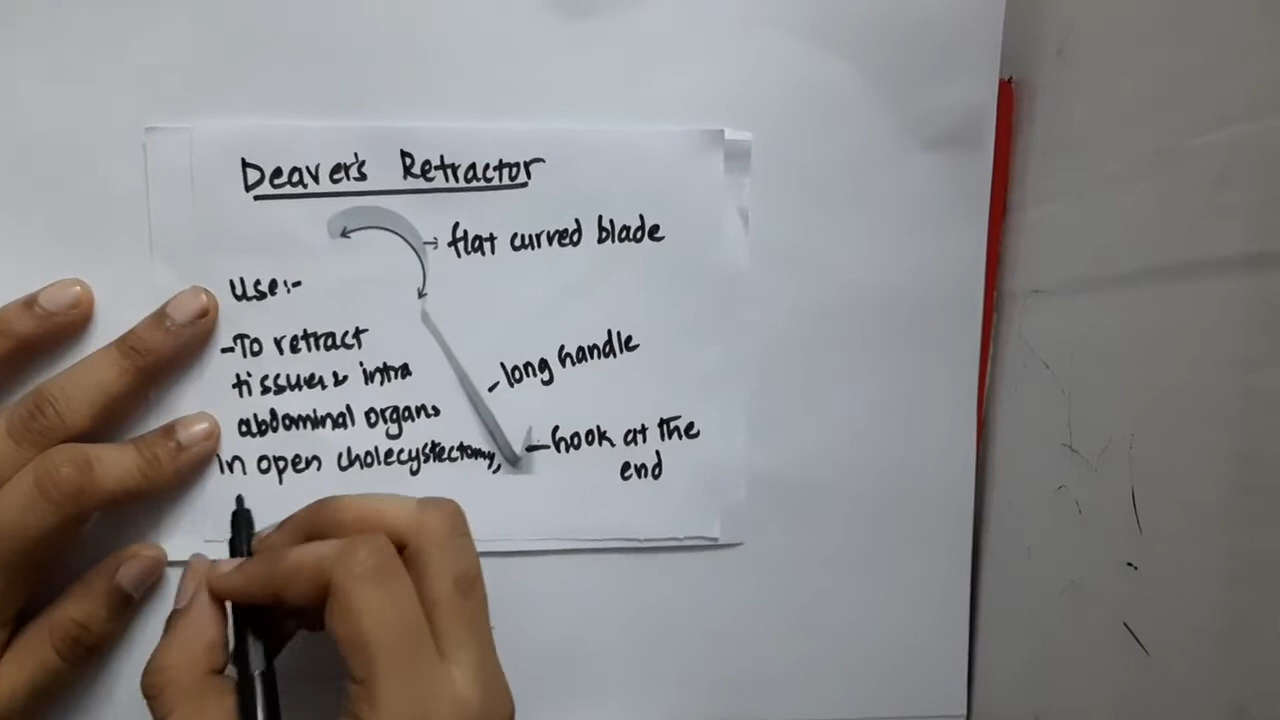 Deaver's Retractor
flat curved blade
Use:-
-To retract
tissues intra
abdominal organs
in open cholecystectomy,
-long handle
-hook at the
end